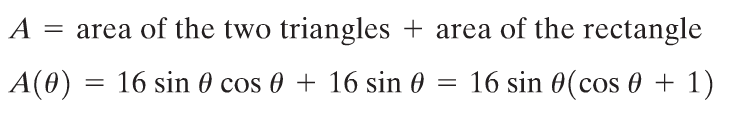 A = area of the two triangles + area of the rectangle
A(θ) = 16 sin θ cos θ + 16 sin θ = 16 sin θ(cos θ + 1)